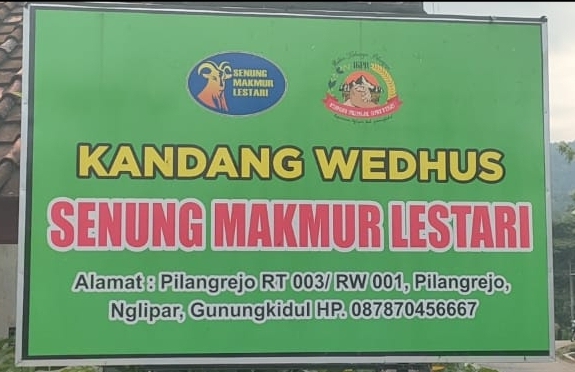 SENUNG
MAKMUR
LESTARI
KANDANG WEDHUS
SENUNG MAKMUR LESTARI
Alamat : Pilangrejo RT 003/ RW 001, Pilangrejo,
Nglipar, Gunungkidul HP. 087870456667